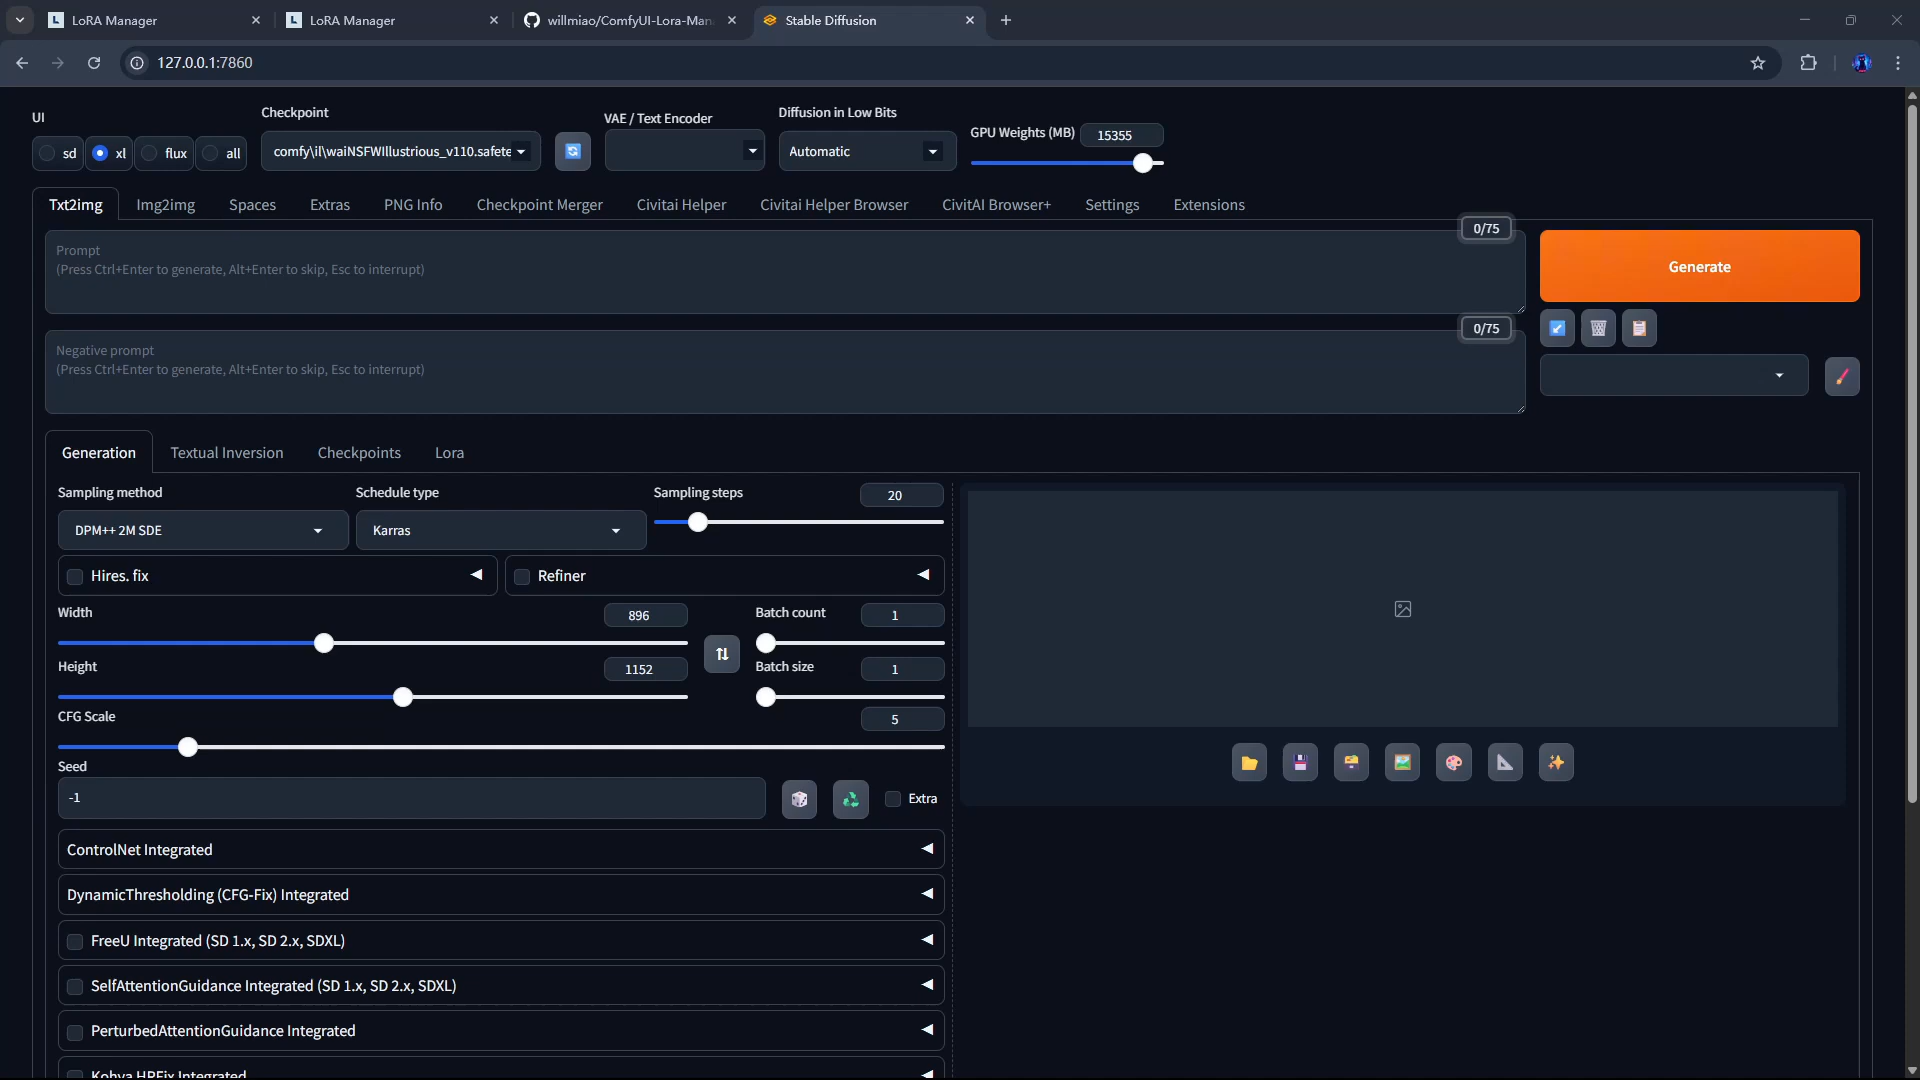 LoRA Manager
LoRA Manager
willmiao/ComfyUI-Lora-Man
Stable Diffusion
127.0.0.1:7860
UI
sd
xl
flux
all
Checkpoint
comfy\il\waiNSFWIllustrious_v110.safete
VAE / Text Encoder
Diffusion in Low Bits
Automatic
GPU Weights (MB)
15355
Txt2img
Img2img
Spaces
Extras
PNG Info
Checkpoint Merger
Civitai Helper
Civitai Helper Browser
CivitAI Browser+
Settings
Extensions
0/75
Prompt
(Press Ctrl+Enter to generate, Alt+Enter to skip, Esc to interrupt)
Generate
0/75
Negative prompt
(Press Ctrl+Enter to generate, Alt+Enter to skip, Esc to interrupt)
Generation
Textual Inversion
Checkpoints
Lora
Sampling method
DPM++ 2M SDE
Schedule type
Karras
Sampling steps
20
Hires. fix
Refiner
Width
896
Batch count
1
Height
1152
Batch size
1
CFG Scale
5
Seed
-1
Extra
ControlNet Integrated
DynamicThresholding (CFG-Fix) Integrated
FreeU Integrated (SD 1.x, SD 2.x, SDXL)
SelfAttentionGuidance Integrated (SD 1.x, SD 2.x, SDXL)
PerturbedAttentionGuidance Integrated
Kohya HRFix Integrated